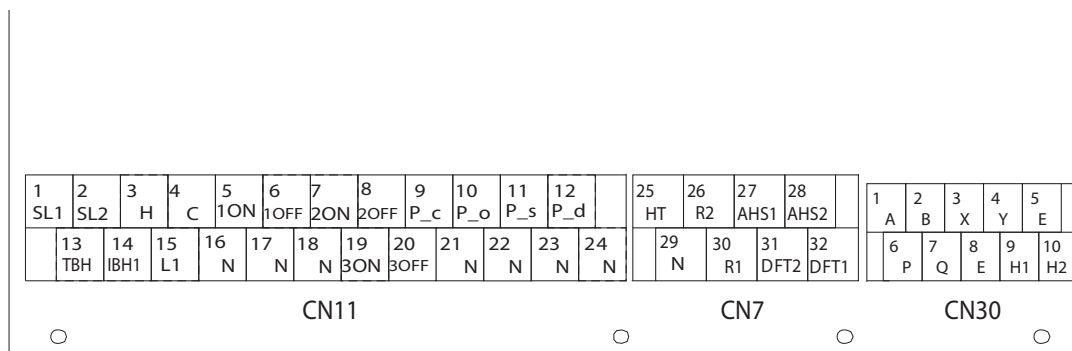 1 2 3 4 5 6 7 8 9 10 11 12
SL1 SL2 H C 1ON 1OFF 2ON 2OFF P_c P_o P_s P_d
13 14 15 16 17 18 19 20 21 22 23 24
TBH IBH1 L1 N N N 3ON 3OFF N N N N
CN11
25 26 27 28
HT R2 AHS1 AHS2
29 30 31 32
N R1 DFT2 DFT1
CN7
1 2 3 4 5
A B X Y E
6 7 8 9 10
P Q E H1 H2
CN30